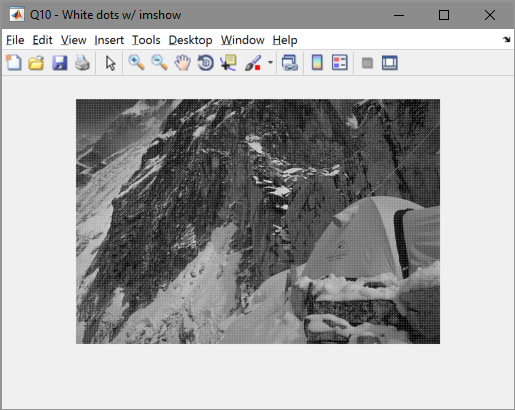 Q10 - White dots w/ imshow
File Edit View Insert Tools Desktop Window Help